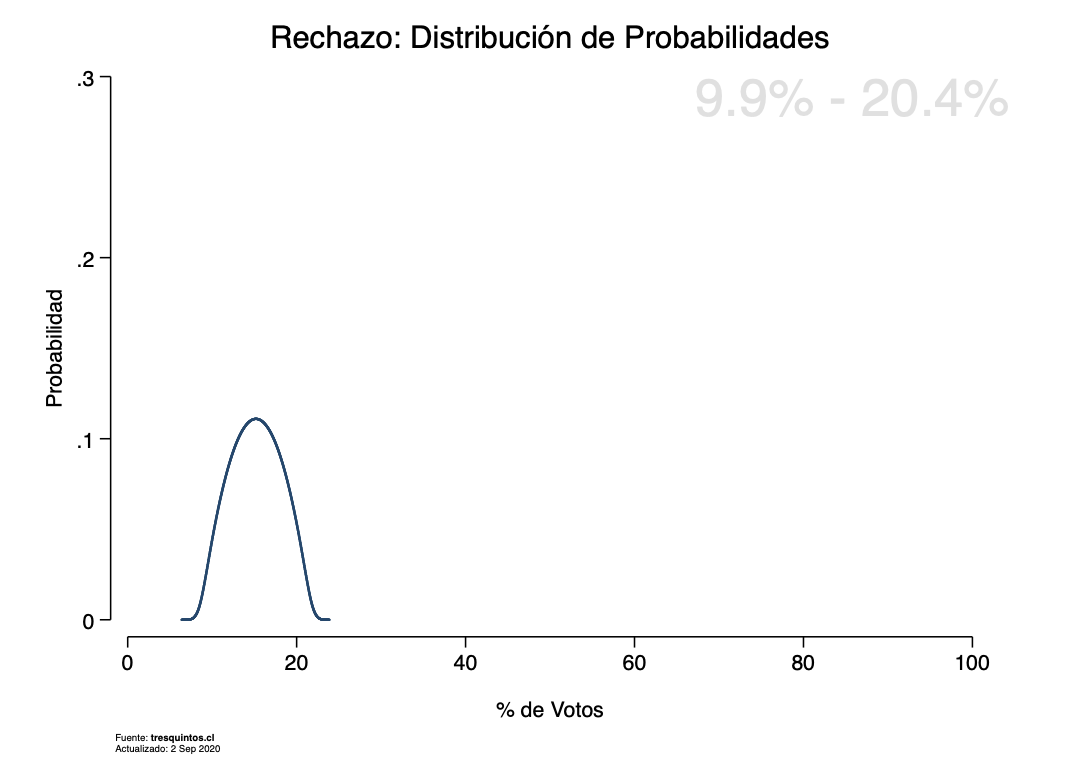 Rechazo: Distribución de Probabilidades
9.9% - 20.4%
.3
.2
.1
0
Probabilidad
0 20 40 60 80 100
% de Votos
Fuente: tresquintos.cl
Actualizado: 2 Sep 2020